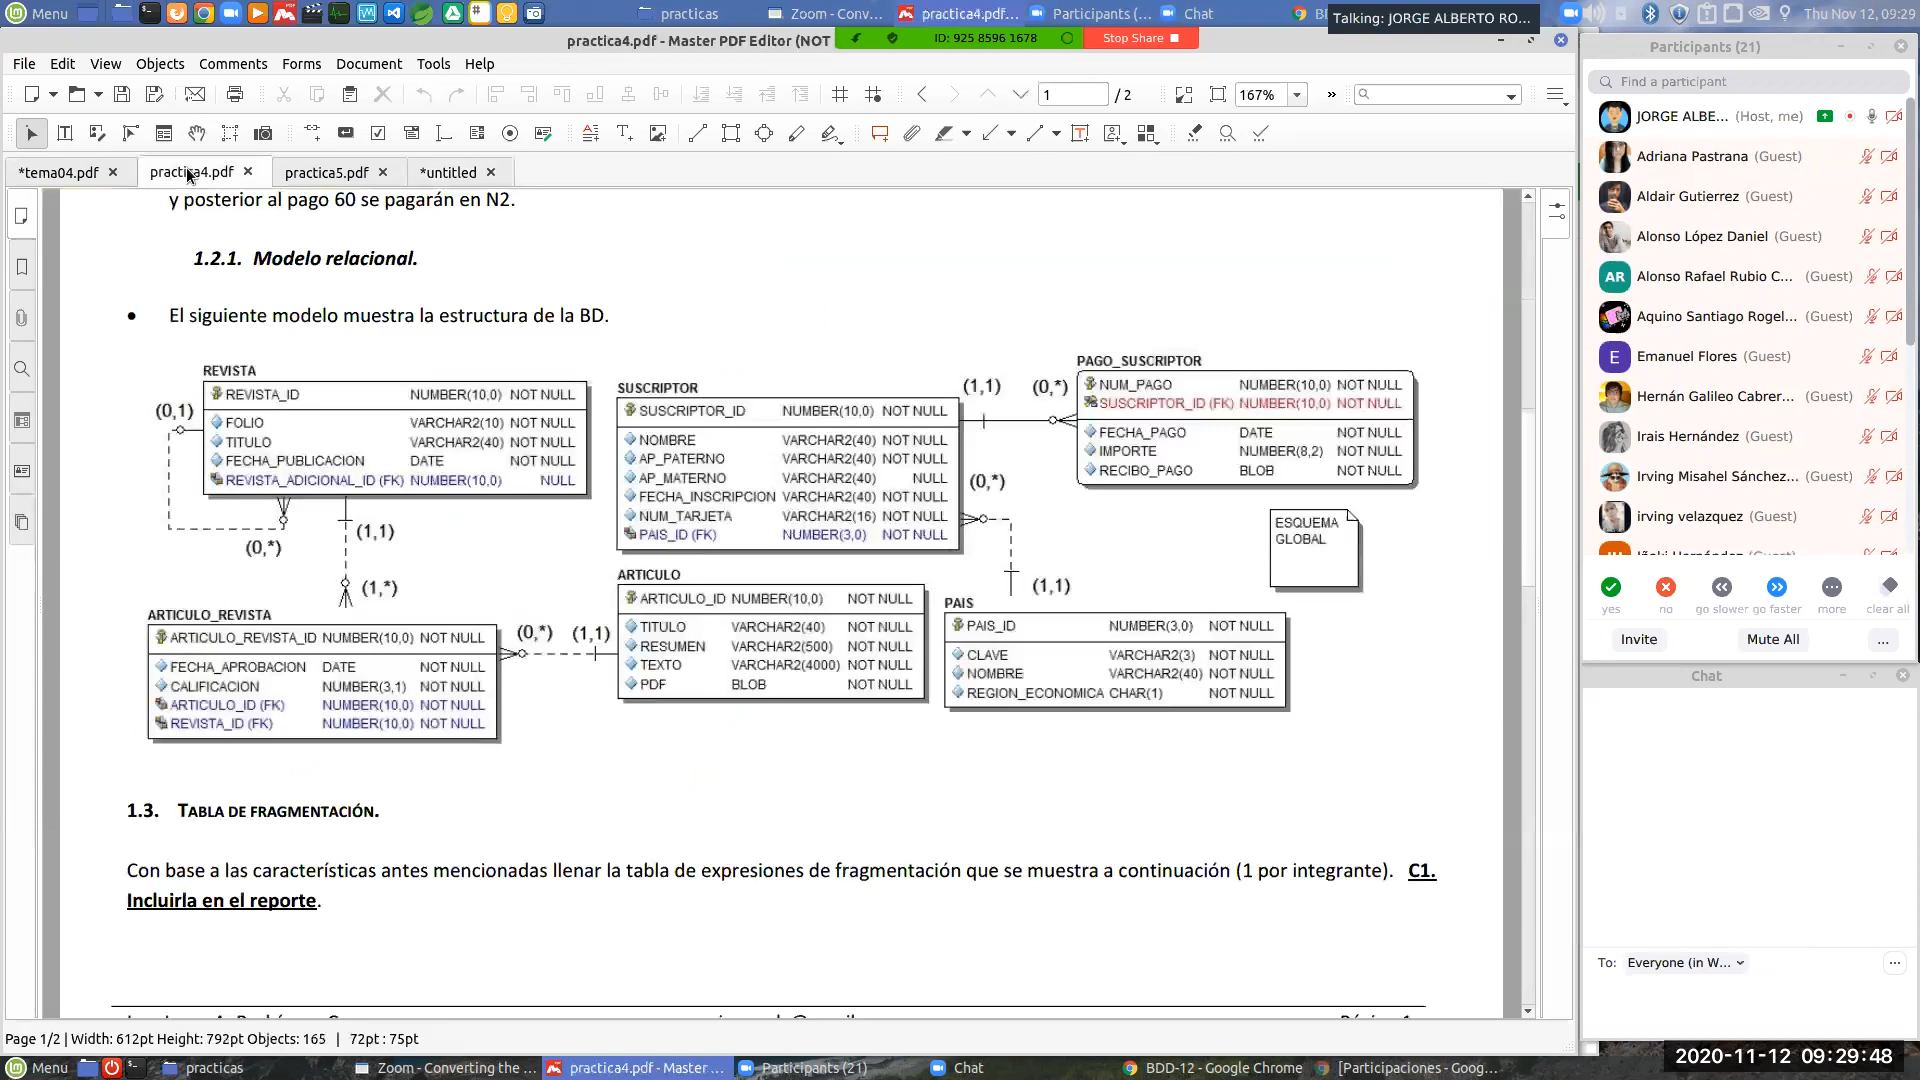 Menu
practicas
Zoom - Conv...
practica4.pdf...
Participants (...
Chat
Talking: JORGE ALBERTO RO...
Thu Nov 12, 09:29
practica4.pdf - Master PDF Editor (NOT
ID: 925 8596 1678
Stop Share
File Edit View Objects Comments Forms Document Tools Help
1 / 2
167%
*tema04.pdf
practica4.pdf
practica5.pdf
*untitled
y posterior al pago 60 se pagarán en N2.
1.2.1. Modelo relacional.
• El siguiente modelo muestra la estructura de la BD.
REVISTA
REVISTA_ID NUMBER(10,0) NOT NULL
FOLIO VARCHAR2(10) NOT NULL
TITULO VARCHAR2(40) NOT NULL
FECHA_PUBLICACION DATE NOT NULL
REVISTA_ADICIONAL_ID (FK) NUMBER(10,0) NULL
(0,1)
(0,*)
(1,1)
(1,*)
SUSCRIPTOR
SUSCRIPTOR_ID NUMBER(10,0) NOT NULL
NOMBRE VARCHAR2(40) NOT NULL
AP_PATERNO VARCHAR2(40) NOT NULL
AP_MATERNO VARCHAR2(40) NULL
FECHA_INSCRIPCION VARCHAR2(40) NOT NULL
NUM_TARJETA VARCHAR2(16) NOT NULL
PAIS_ID (FK) NUMBER(3,0) NOT NULL
(1,1)
(0,*)
PAGO_SUSCRIPTOR
NUM_PAGO NUMBER(10,0) NOT NULL
SUSCRIPTOR_ID (FK) NUMBER(10,0) NOT NULL
FECHA_PAGO DATE NOT NULL
IMPORTE NUMBER(8,2) NOT NULL
RECIBO_PAGO BLOB NOT NULL
(0,*)
(1,1)
ESQUEMA
GLOBAL
ARTICULO_REVISTA
ARTICULO_REVISTA_ID NUMBER(10,0) NOT NULL
FECHA_APROBACION DATE NOT NULL
CALIFICACION NUMBER(3,1) NOT NULL
ARTICULO_ID (FK) NUMBER(10,0) NOT NULL
REVISTA_ID (FK) NUMBER(10,0) NOT NULL
(0,*)
(1,1)
ARTICULO
ARTICULO_ID NUMBER(10,0) NOT NULL
TITULO VARCHAR2(40) NOT NULL
RESUMEN VARCHAR2(500) NOT NULL
TEXTO VARCHAR2(4000) NOT NULL
PDF BLOB NOT NULL
PAIS
PAIS_ID NUMBER(3,0) NOT NULL
CLAVE VARCHAR2(3) NOT NULL
NOMBRE VARCHAR2(40) NOT NULL
REGION_ECONOMICA CHAR(1) NOT NULL
1.3. TABLA DE FRAGMENTACIÓN.
Con base a las características antes mencionadas llenar la tabla de expresiones de fragmentación que se muestra a continuación (1 por integrante). C1.
Incluirla en el reporte.
Page 1/2 | Width: 612pt Height: 792pt Objects: 165 | 72pt : 75pt
Participants (21)
Find a participant
JORGE ALBE... (Host, me)
Adriana Pastrana (Guest)
Aldair Gutierrez (Guest)
Alonso López Daniel (Guest)
AR Alonso Rafael Rubio C... (Guest)
Aquino Santiago Rogel... (Guest)
E Emanuel Flores (Guest)
Hernán Galileo Cabrer... (Guest)
Irais Hernández (Guest)
Irving Misahel Sánchez... (Guest)
irving velazquez (Guest)
yes no go slower go faster more clear all
Invite Mute All ...
Chat
To: Everyone (in W...
Menu
practicas
Zoom - Converting the ...
practica4.pdf - Master ...
Participants (21)
Chat
BDD-12 - Google Chrome
[Participaciones - Goog...
2020-11-12 09:29:48